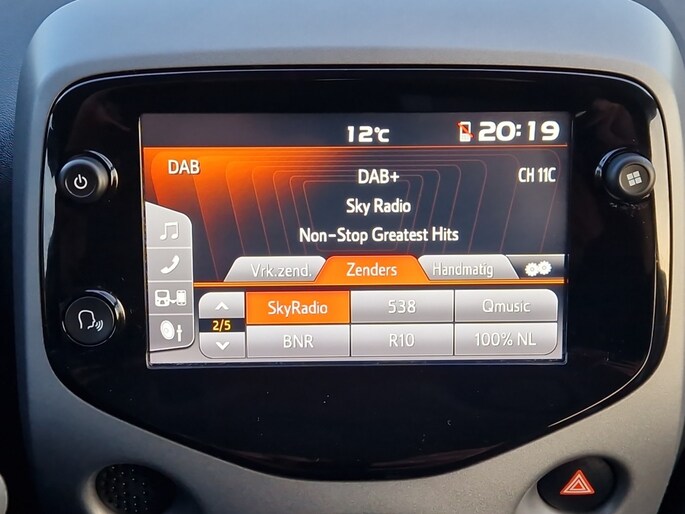 12°C 20:19
DAB DAB+ CH 11C
Sky Radio
Non-Stop Greatest Hits
Vrk.zend. Zenders Handmatig
SkyRadio 538 Qmusic
2/5
BNR R10 100% NL